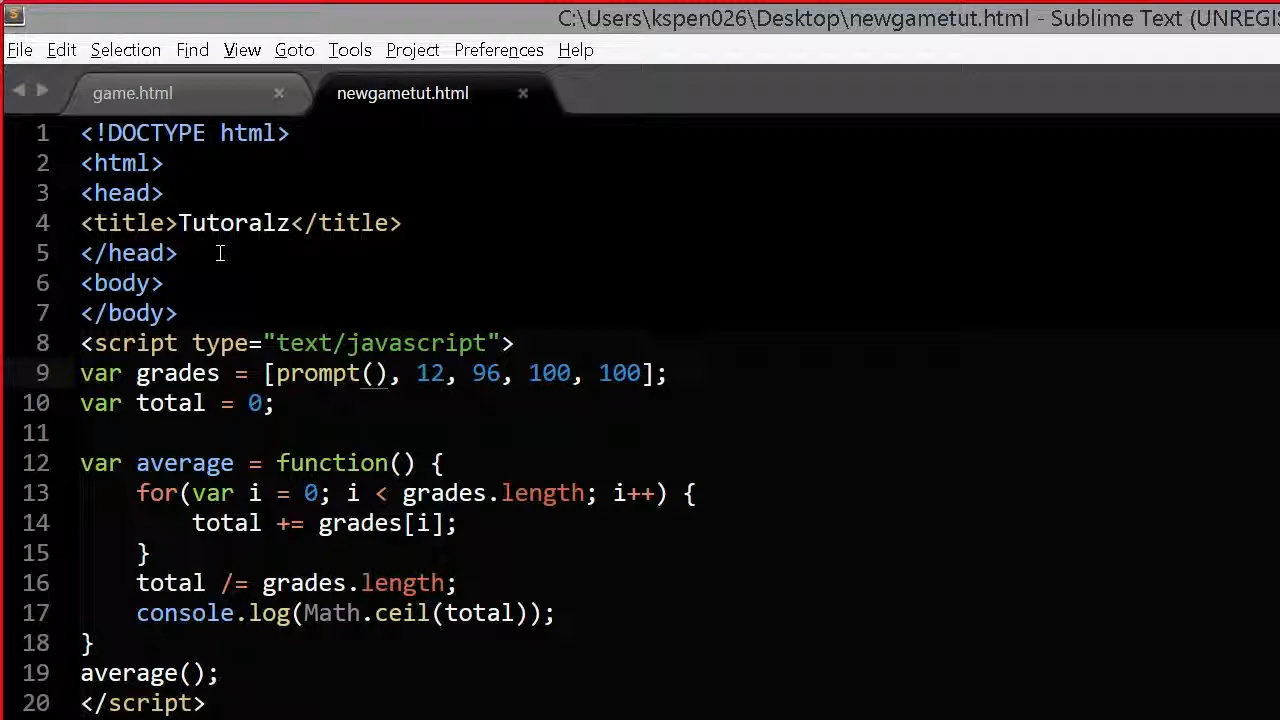 C:\Users\kspen026\Desktop\newgametut.html - Sublime Text (UNREGIS
File Edit Selection Find View Goto Tools Project Preferences Help
game.html × newgametut.html ×
1 <!DOCTYPE html>
2 <html>
3 <head>
4 <title>Tutoralz</title>
5 </head>
6 <body>
7 </body>
8 <script type="text/javascript">
9 var grades = [prompt(), 12, 96, 100, 100];
10 var total = 0;
11
12 var average = function() {
13     for(var i = 0; i < grades.length; i++) {
14         total += grades[i];
15     }
16     total /= grades.length;
17     console.log(Math.ceil(total));
18 }
19 average();
20 </script>